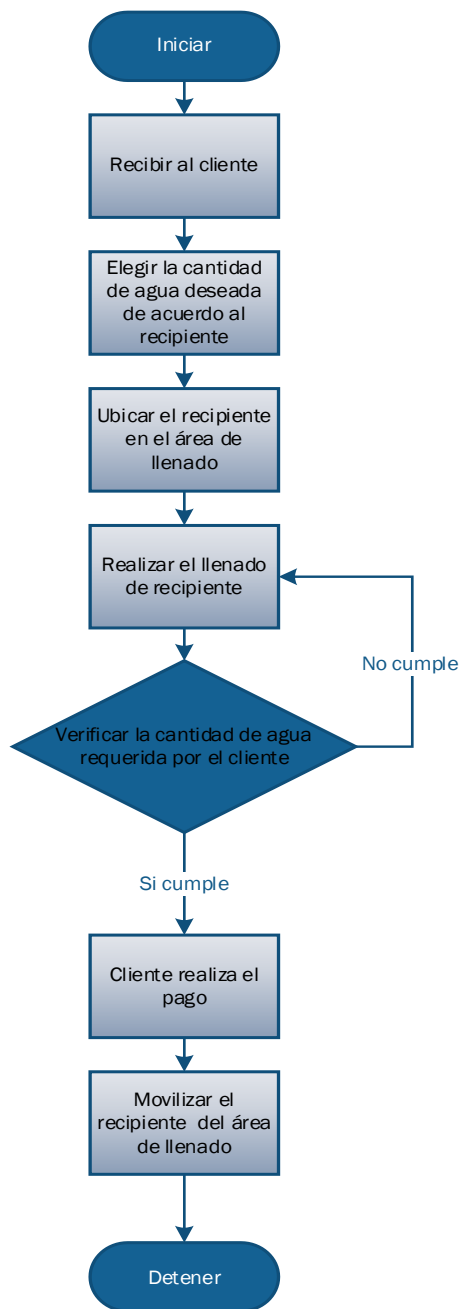 Iniciar
Recibir al cliente
Elegir la cantidad
de agua deseada
de acuerdo al
recipiente
Ubicar el recipiente
en el área de
llenado
Realizar el llenado
de recipiente
No cumple
Verificar la cantidad de agua
requerida por el cliente
Si cumple
Cliente realiza el
pago
Movilizar el
recipiente del área
de llenado
Detener